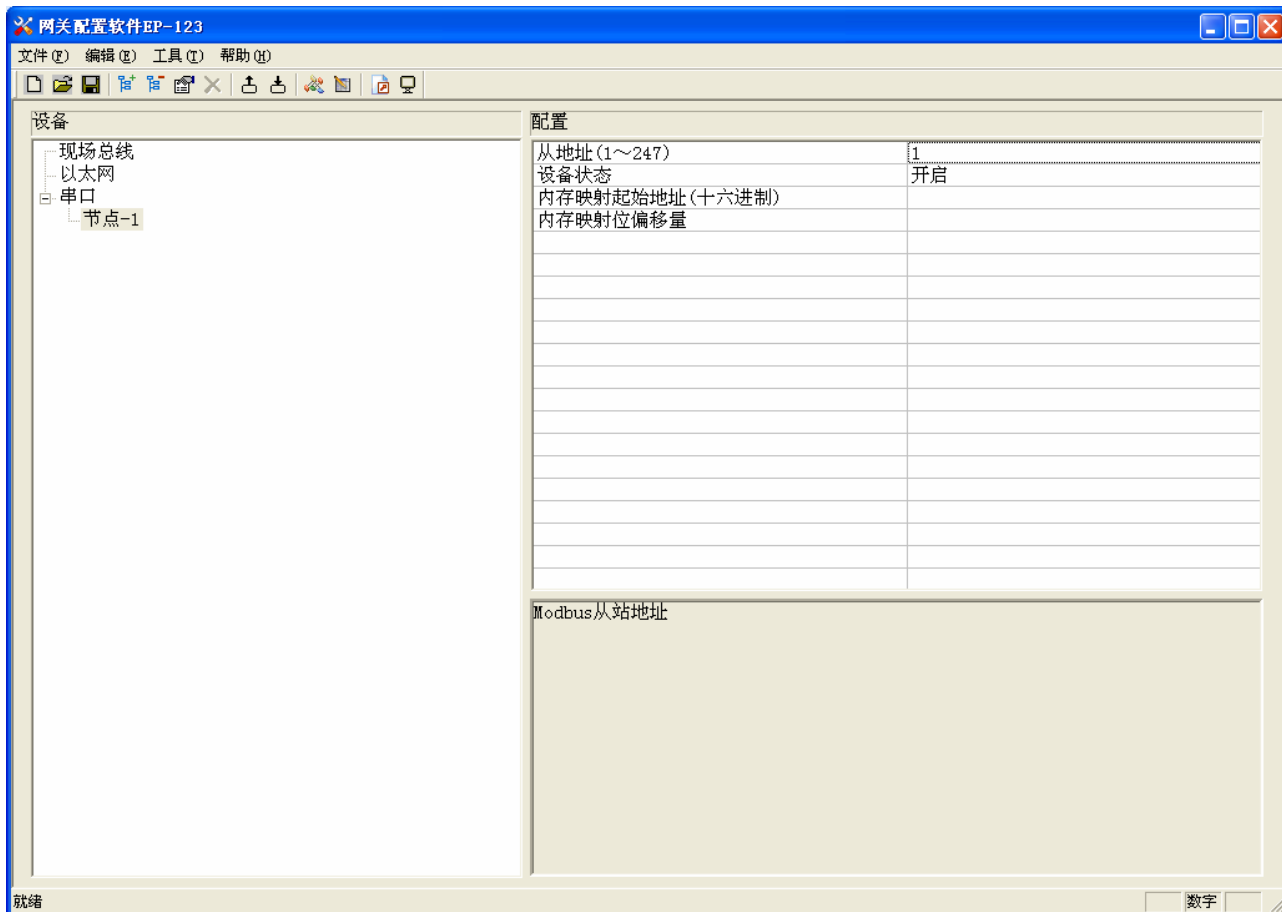 网关配置软件EP-123
文件(F) 编辑(E) 工具(T) 帮助(H)
设备
配置
现场总线
以太网
串口
节点-1
从地址(1～247) 1
设备状态 开启
内存映射起始地址(十六进制)
内存映射位偏移量
Modbus从站地址
就绪
数字